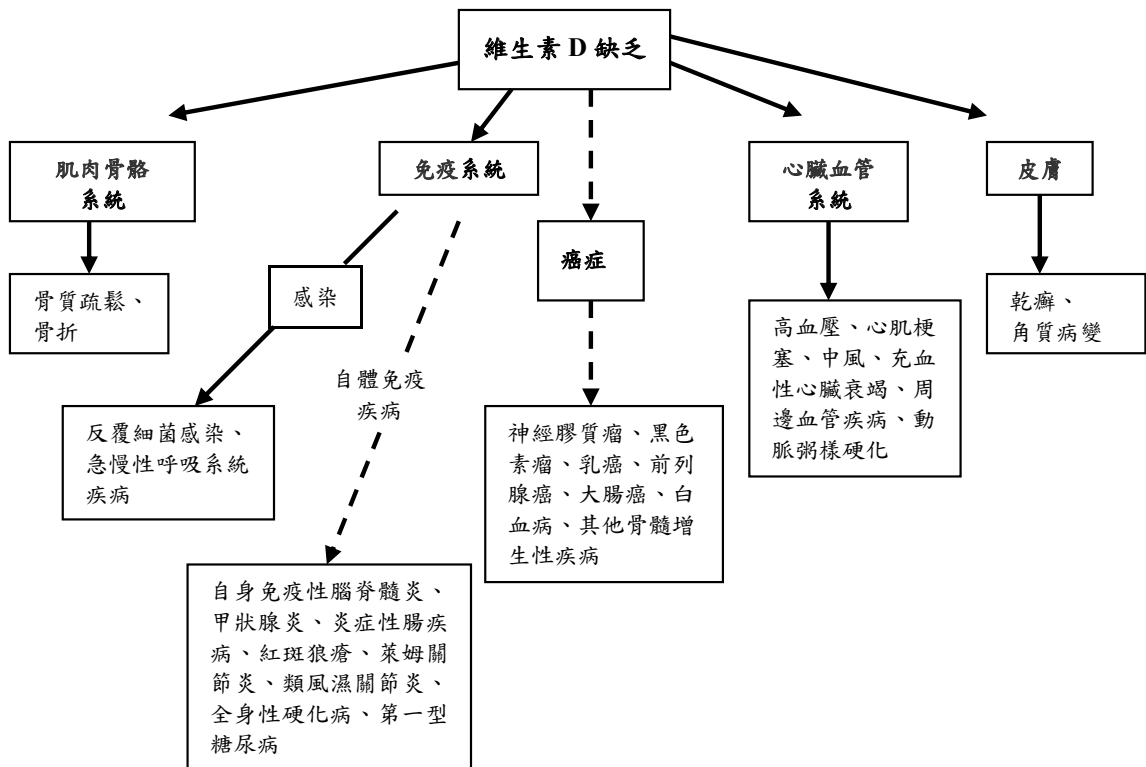 維生素 D 缺乏
肌肉骨骼
系統
免疫系統
心臟血管
系統
皮膚
癌症
骨質疏鬆、
骨折
感染
乾癬、
角質病變
高血壓、心肌梗
塞、中風、充血
性心臟衰竭、周
邊血管疾病、動
脈粥樣硬化
自體免疫
疾病
反覆細菌感染、
急慢性呼吸系統
疾病
神經膠質瘤、黑色
素瘤、乳癌、前列
腺癌、大腸癌、白
血病、其他骨髓增
生性疾病
自身免疫性腦脊髓炎、
甲狀腺炎、炎症性腸疾
病、紅斑狼瘡、萊姆關
節炎、類風濕關節炎、
全身性硬化病、第一型
糖尿病